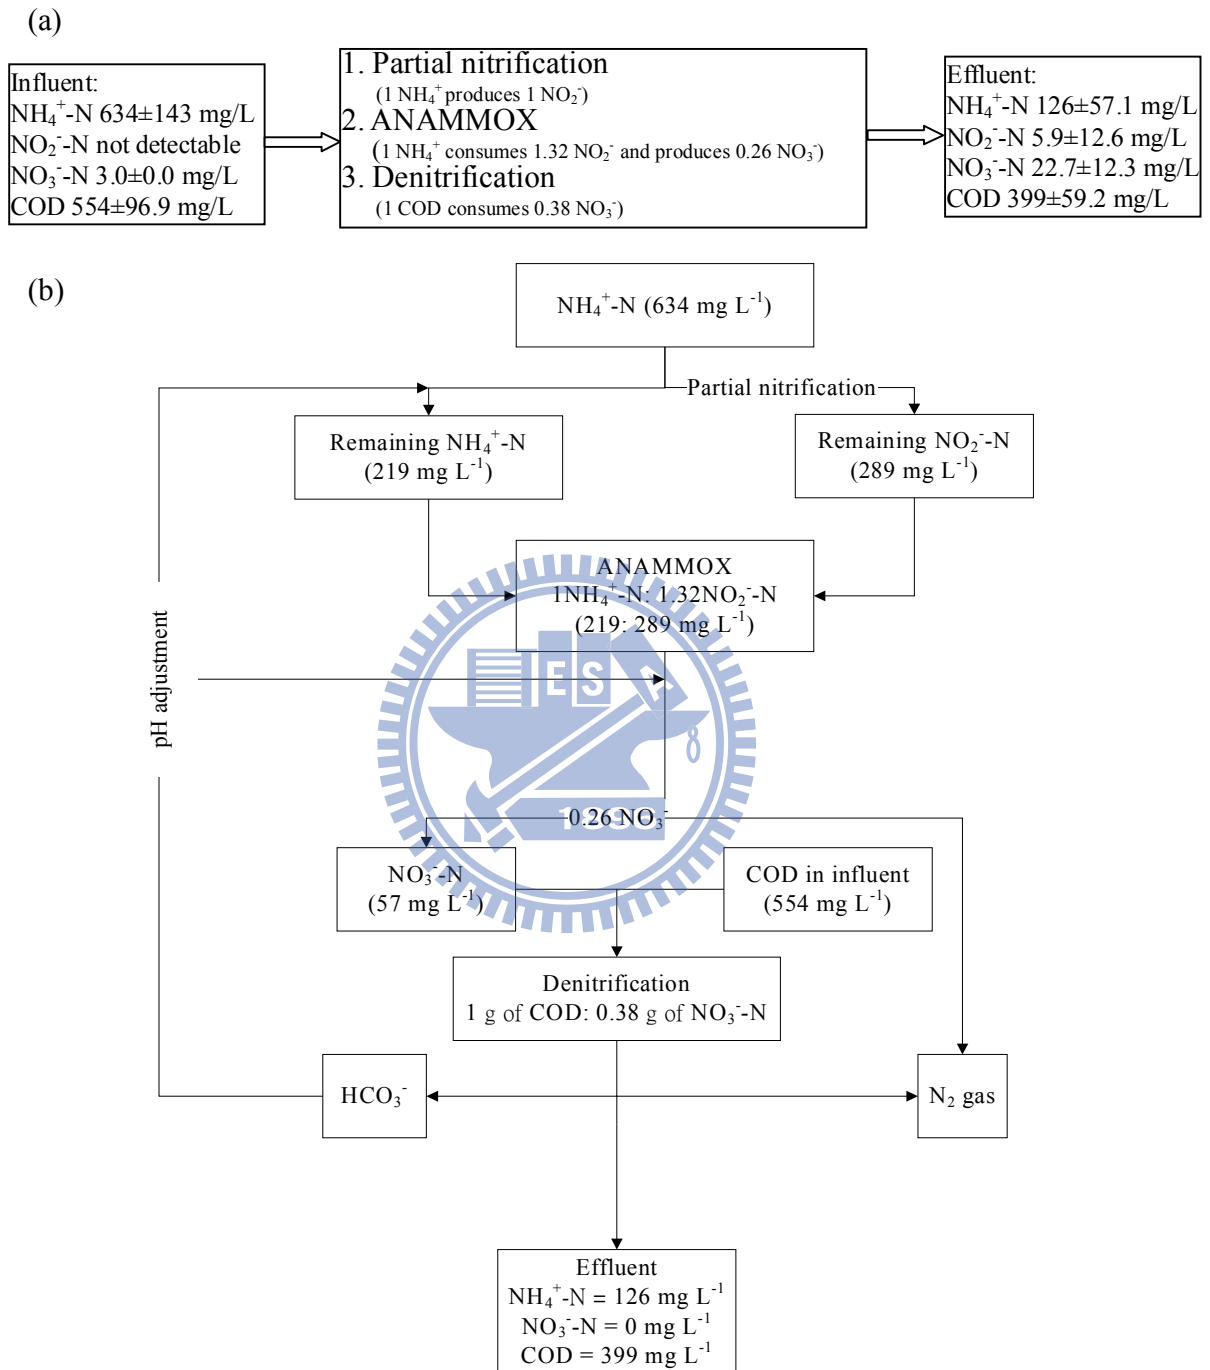 (a)
Influent:
NH₄⁺-N 634±143 mg/L
NO₂⁻-N not detectable
NO₃⁻-N 3.0±0.0 mg/L
COD 554±96.9 mg/L
1. Partial nitrification
(1 NH₄⁺ produces 1 NO₂⁻)
2. ANAMMOX
(1 NH₄⁺ consumes 1.32 NO₂⁻ and produces 0.26 NO₃⁻)
3. Denitrification
(1 COD consumes 0.38 NO₃⁻)
Effluent:
NH₄⁺-N 126±57.1 mg/L
NO₂⁻-N 5.9±12.6 mg/L
NO₃⁻-N 22.7±12.3 mg/L
COD 399±59.2 mg/L
(b)
NH₄⁺-N (634 mg L⁻¹)
Partial nitrification
Remaining NH₄⁺-N
(219 mg L⁻¹)
Remaining NO₂⁻-N
(289 mg L⁻¹)
ANAMMOX
1NH₄⁺-N: 1.32NO₂⁻-N
(219: 289 mg L⁻¹)
pH adjustment
E S A
1896
0.26 NO₃⁻
NO₃⁻-N
(57 mg L⁻¹)
COD in influent
(554 mg L⁻¹)
Denitrification
1 g of COD: 0.38 g of NO₃⁻-N
HCO₃⁻
N₂ gas
Effluent
NH₄⁺-N = 126 mg L⁻¹
NO₃⁻-N = 0 mg L⁻¹
COD = 399 mg L⁻¹